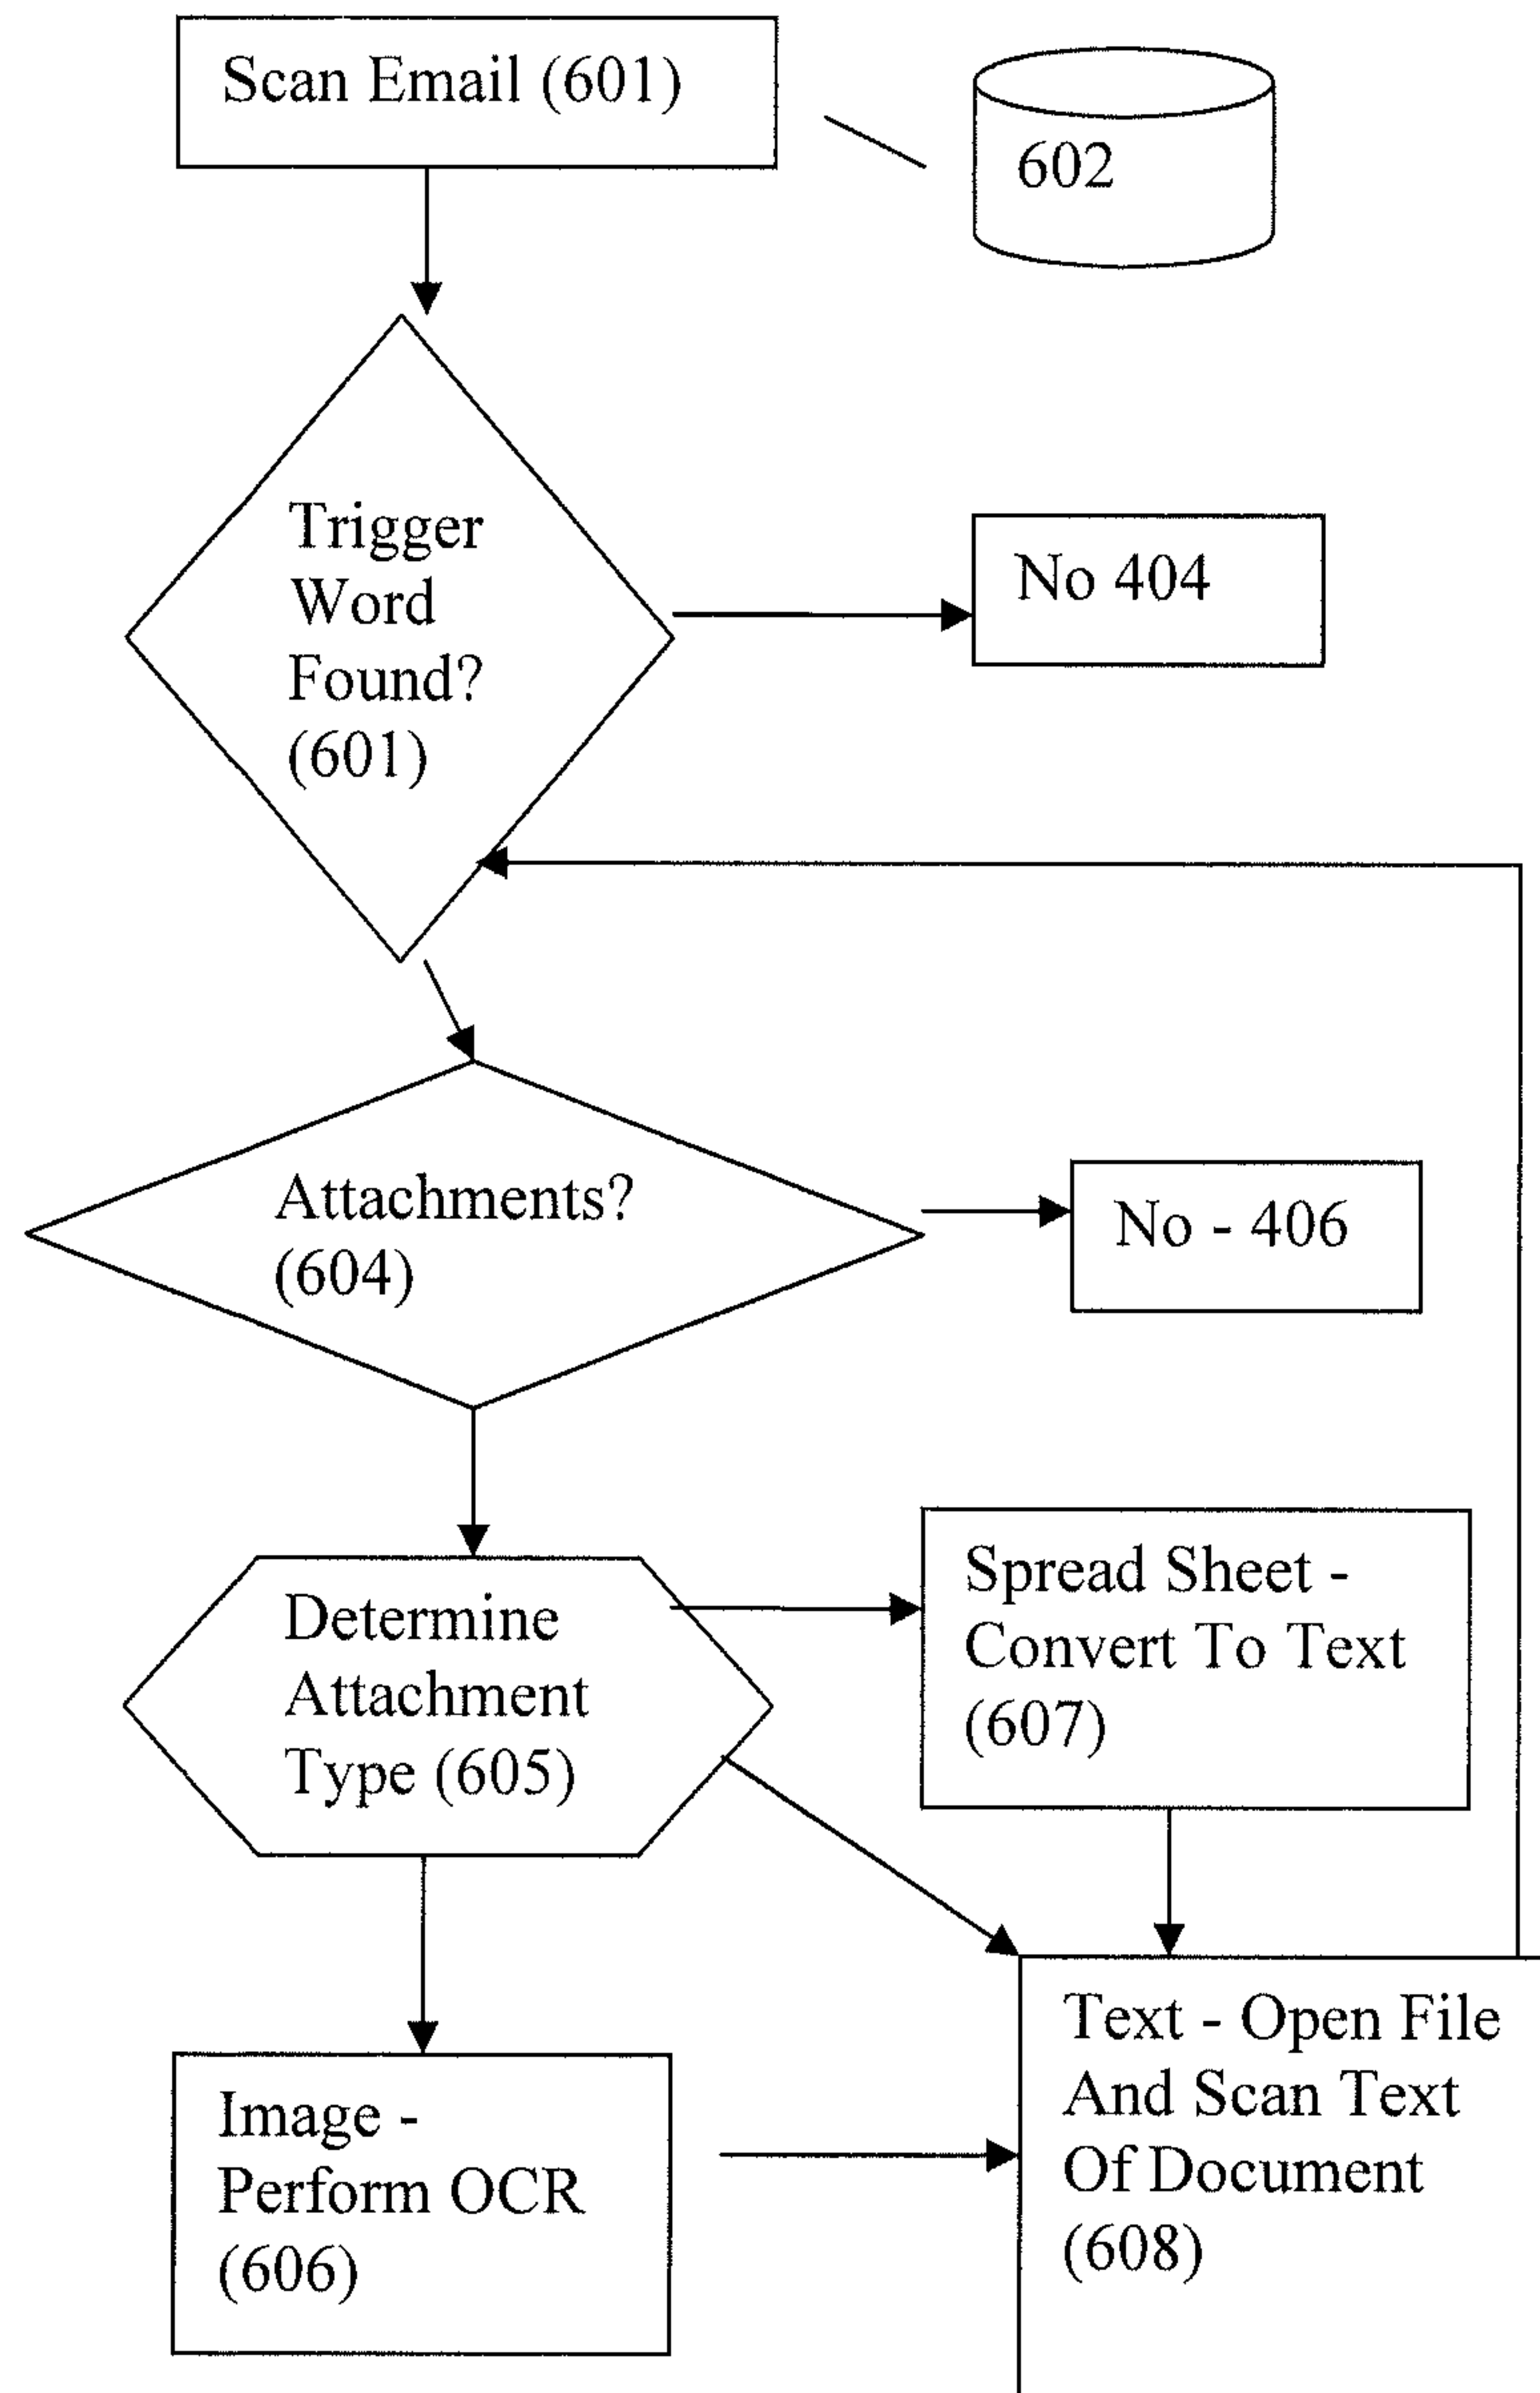 Scan Email (601)
602
Trigger
Word
Found?
(601)
No 404
Attachments?
(604)
No - 406
Determine
Attachment
Type (605)
Spread Sheet -
Convert To Text
(607)
Image -
Perform OCR
(606)
Text - Open File
And Scan Text
Of Document
(608)